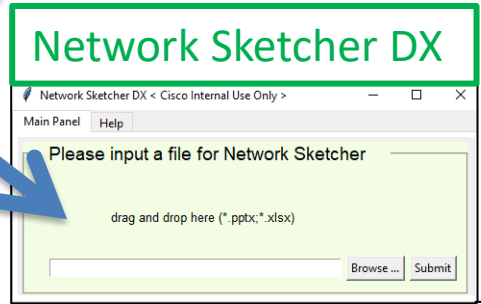 Network Sketcher DX
Network Sketcher DX < Cisco Internal Use Only >
Main Panel Help
Please input a file for Network Sketcher
drag and drop here (*.pptx;*.xlsx)
Browse ... Submit